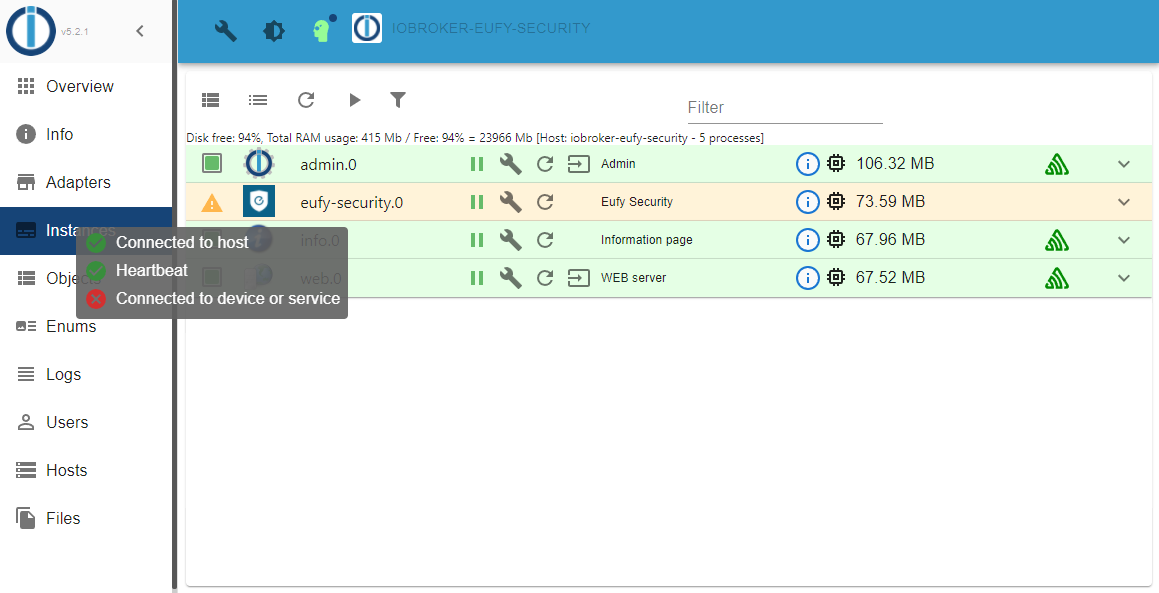 v5.2.1
IOBROKER-EUFY-SECURITY
Overview
Info
Adapters
Instances
Objects
Enums
Logs
Users
Hosts
Files
Connected to host
Heartbeat
Connected to device or service
Filter
Disk free: 94%, Total RAM usage: 415 Mb / Free: 94% = 23966 Mb [Host: iobroker-eufy-security - 5 processes]
admin.0 Admin 106.32 MB
eufy-security.0 Eufy Security 73.59 MB
info.0 Information page 67.96 MB
web.0 WEB server 67.52 MB